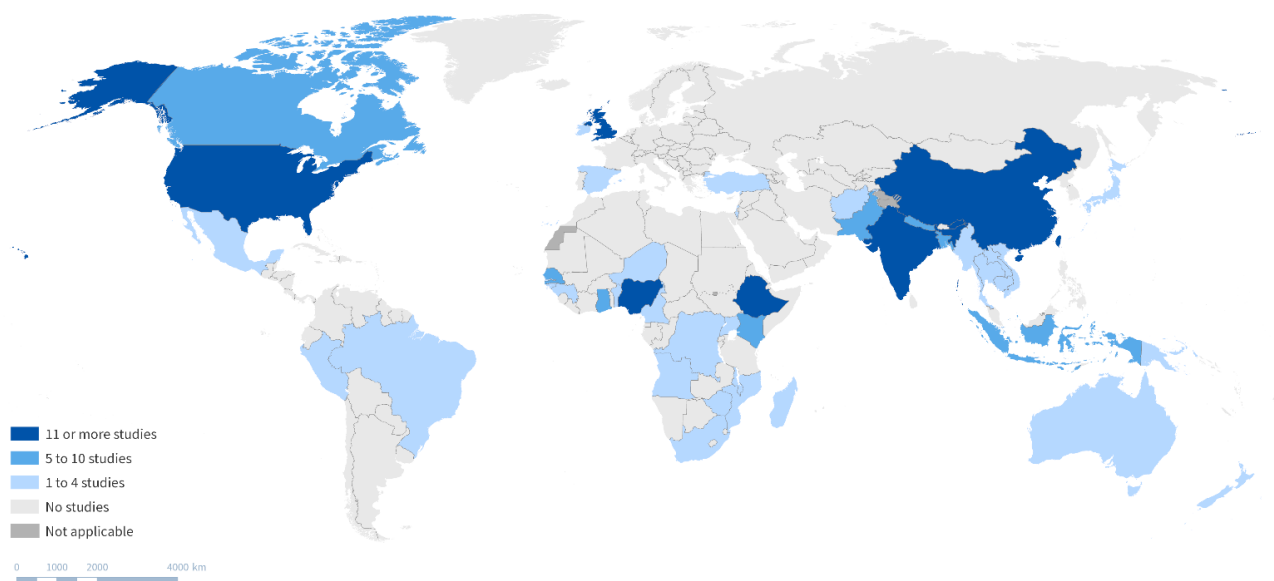 11 or more studies
5 to 10 studies
1 to 4 studies
No studies
Not applicable
0 1000 2000 4000 km